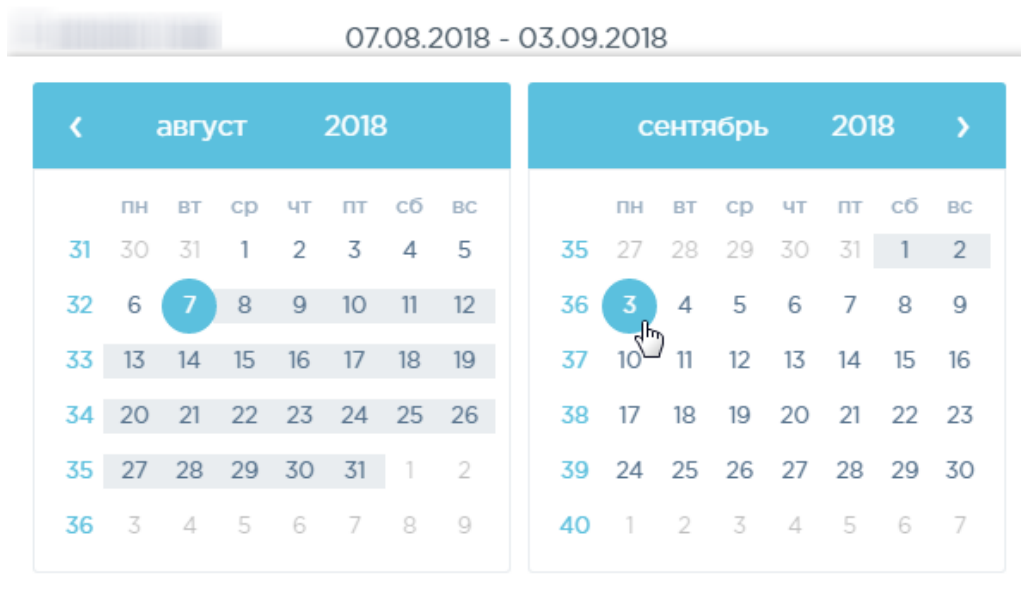 07.08.2018 - 03.09.2018
август 2018
пн вт ср чт пт сб вс
31 30 31 1 2 3 4 5
32 6 7 8 9 10 11 12
33 13 14 15 16 17 18 19
34 20 21 22 23 24 25 26
35 27 28 29 30 31 1 2
36 3 4 5 6 7 8 9
сентябрь 2018
пн вт ср чт пт сб вс
35 27 28 29 30 31 1 2
36 3 4 5 6 7 8 9
37 10 11 12 13 14 15 16
38 17 18 19 20 21 22 23
39 24 25 26 27 28 29 30
40 1 2 3 4 5 6 7